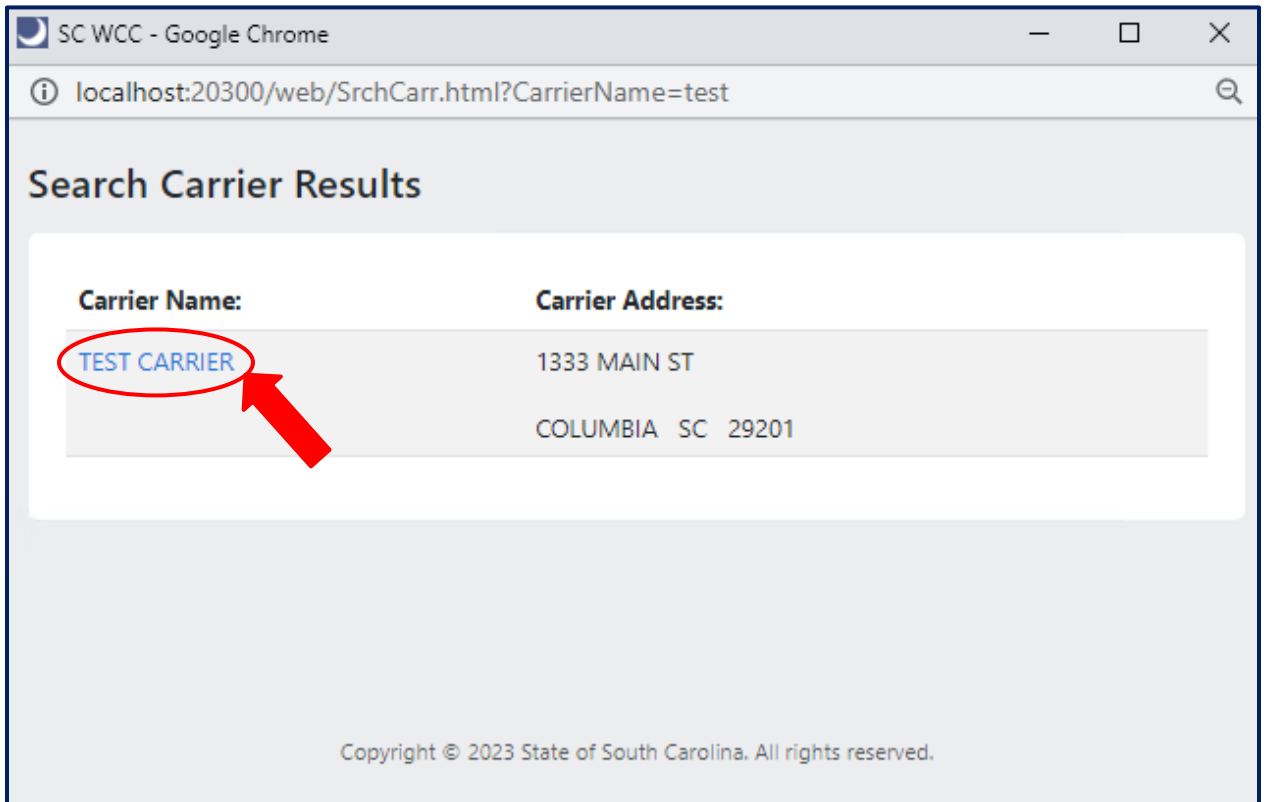 SC WCC - Google Chrome
localhost:20300/web/SrchCarr.html?CarrierName=test
Search Carrier Results
Carrier Name: Carrier Address:
TEST CARRIER 1333 MAIN ST
COLUMBIA SC 29201
Copyright © 2023 State of South Carolina. All rights reserved.